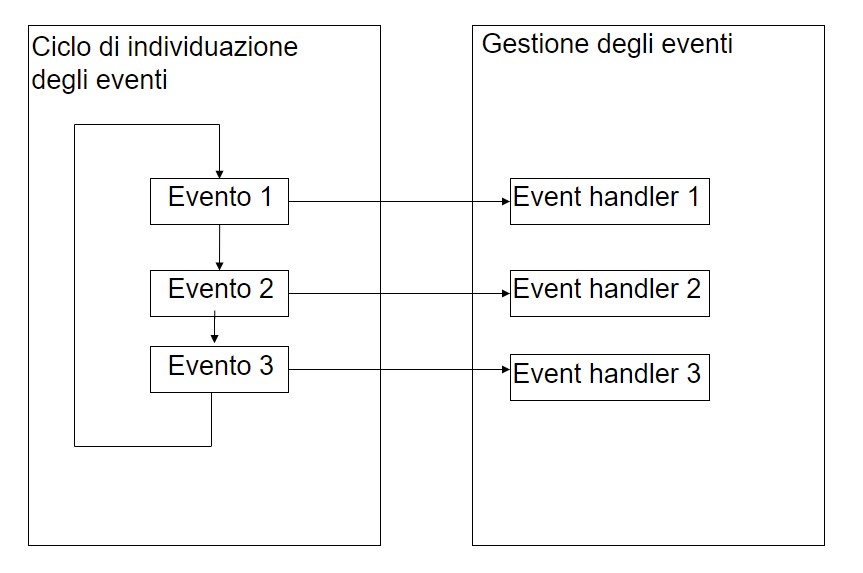 Ciclo di individuazione
degli eventi
Gestione degli eventi
Evento 1
Event handler 1
Evento 2
Event handler 2
Evento 3
Event handler 3